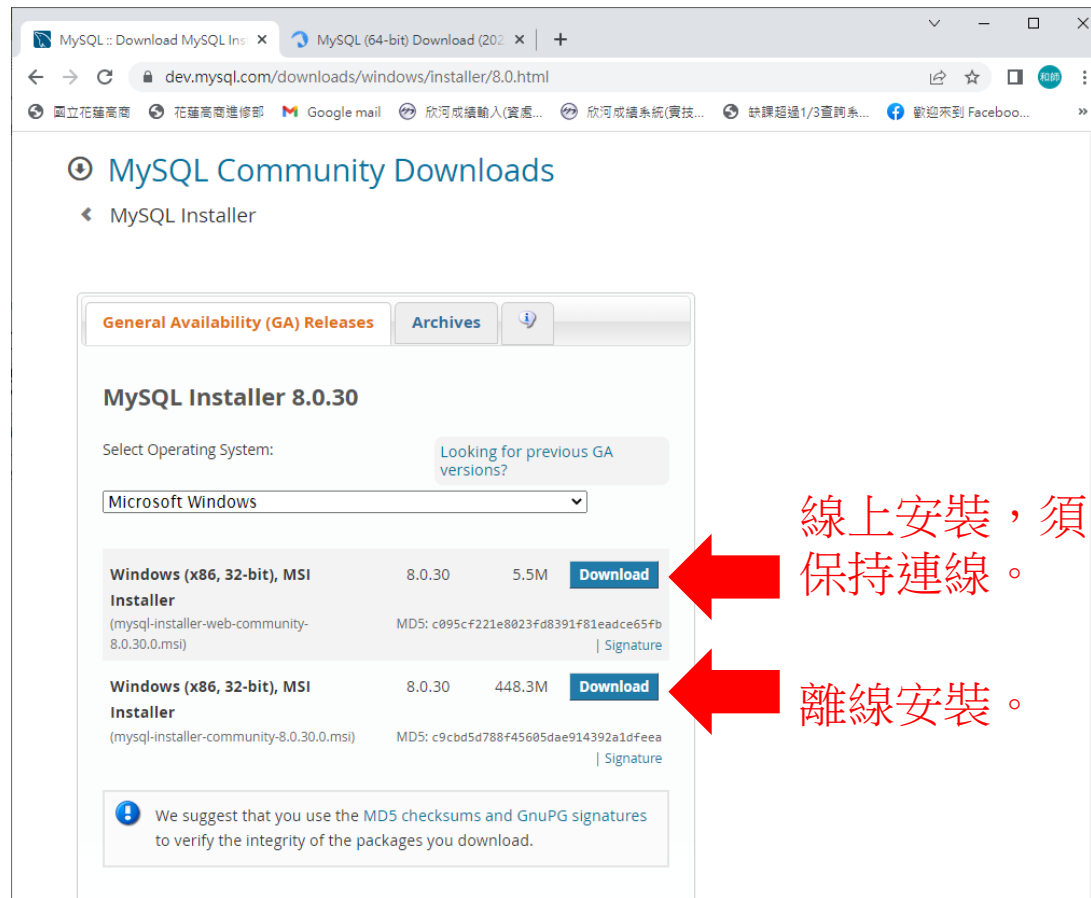 MySQL :: Download MySQL Ins
MySQL (64-bit) Download (202
dev.mysql.com/downloads/windows/installer/8.0.html
和師
國立花蓮高商
花蓮高商進修部
Google mail
欣河成績輸入(資處...
欣河成績系統(實技...
缺課超過1/3查詢系...
歡迎來到 Faceboo...
»
MySQL Community Downloads
MySQL Installer
General Availability (GA) Releases
Archives
MySQL Installer 8.0.30
Select Operating System:
Looking for previous GA
versions?
Microsoft Windows
Windows (x86, 32-bit), MSI
Installer
8.0.30
5.5M
Download
(mysql-installer-web-community-
8.0.30.0.msi)
MD5: c095cf221e8023fd8391f81eadce65fb
| Signature
線上安裝，須
保持連線。
Windows (x86, 32-bit), MSI
Installer
8.0.30
448.3M
Download
(mysql-installer-community-8.0.30.0.msi)
MD5: c9cbd5d788f45605dae914392a1dfeea
| Signature
離線安裝。
We suggest that you use the MD5 checksums and GnuPG signatures
to verify the integrity of the packages you download.